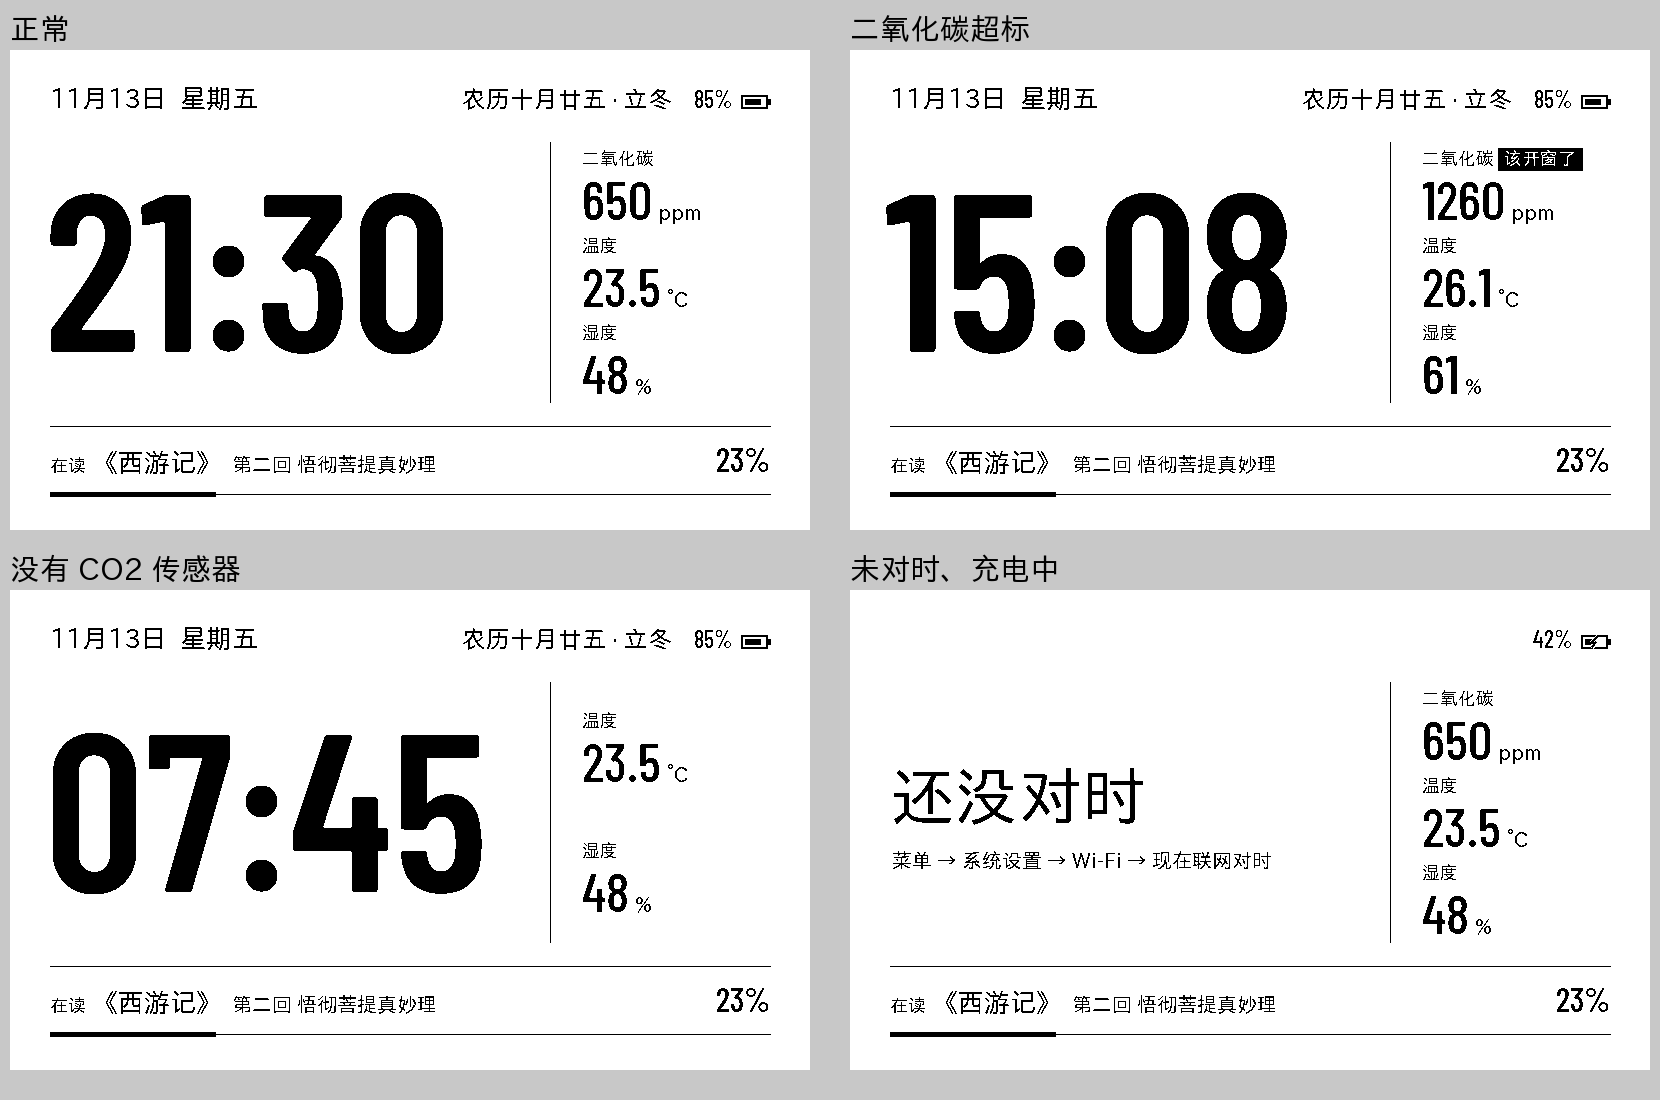 正常
11月13日 星期五
农历十月廿五 · 立冬 85%
21:30
二氧化碳
650 ppm
温度
23.5 °C
湿度
48 %
在读 《西游记》 第二回 悟彻菩提真妙理 23%
二氧化碳超标
11月13日 星期五
农历十月廿五 · 立冬 85%
15:08
二氧化碳 该开窗了
1260 ppm
温度
26.1 °C
湿度
61 %
在读 《西游记》 第二回 悟彻菩提真妙理 23%
没有 CO2 传感器
11月13日 星期五
农历十月廿五 · 立冬 85%
07:45
温度
23.5 °C
湿度
48 %
在读 《西游记》 第二回 悟彻菩提真妙理 23%
未对时、充电中
42%
还没对时
菜单 → 系统设置 → Wi-Fi → 现在联网对时
二氧化碳
650 ppm
温度
23.5 °C
湿度
48 %
在读 《西游记》 第二回 悟彻菩提真妙理 23%